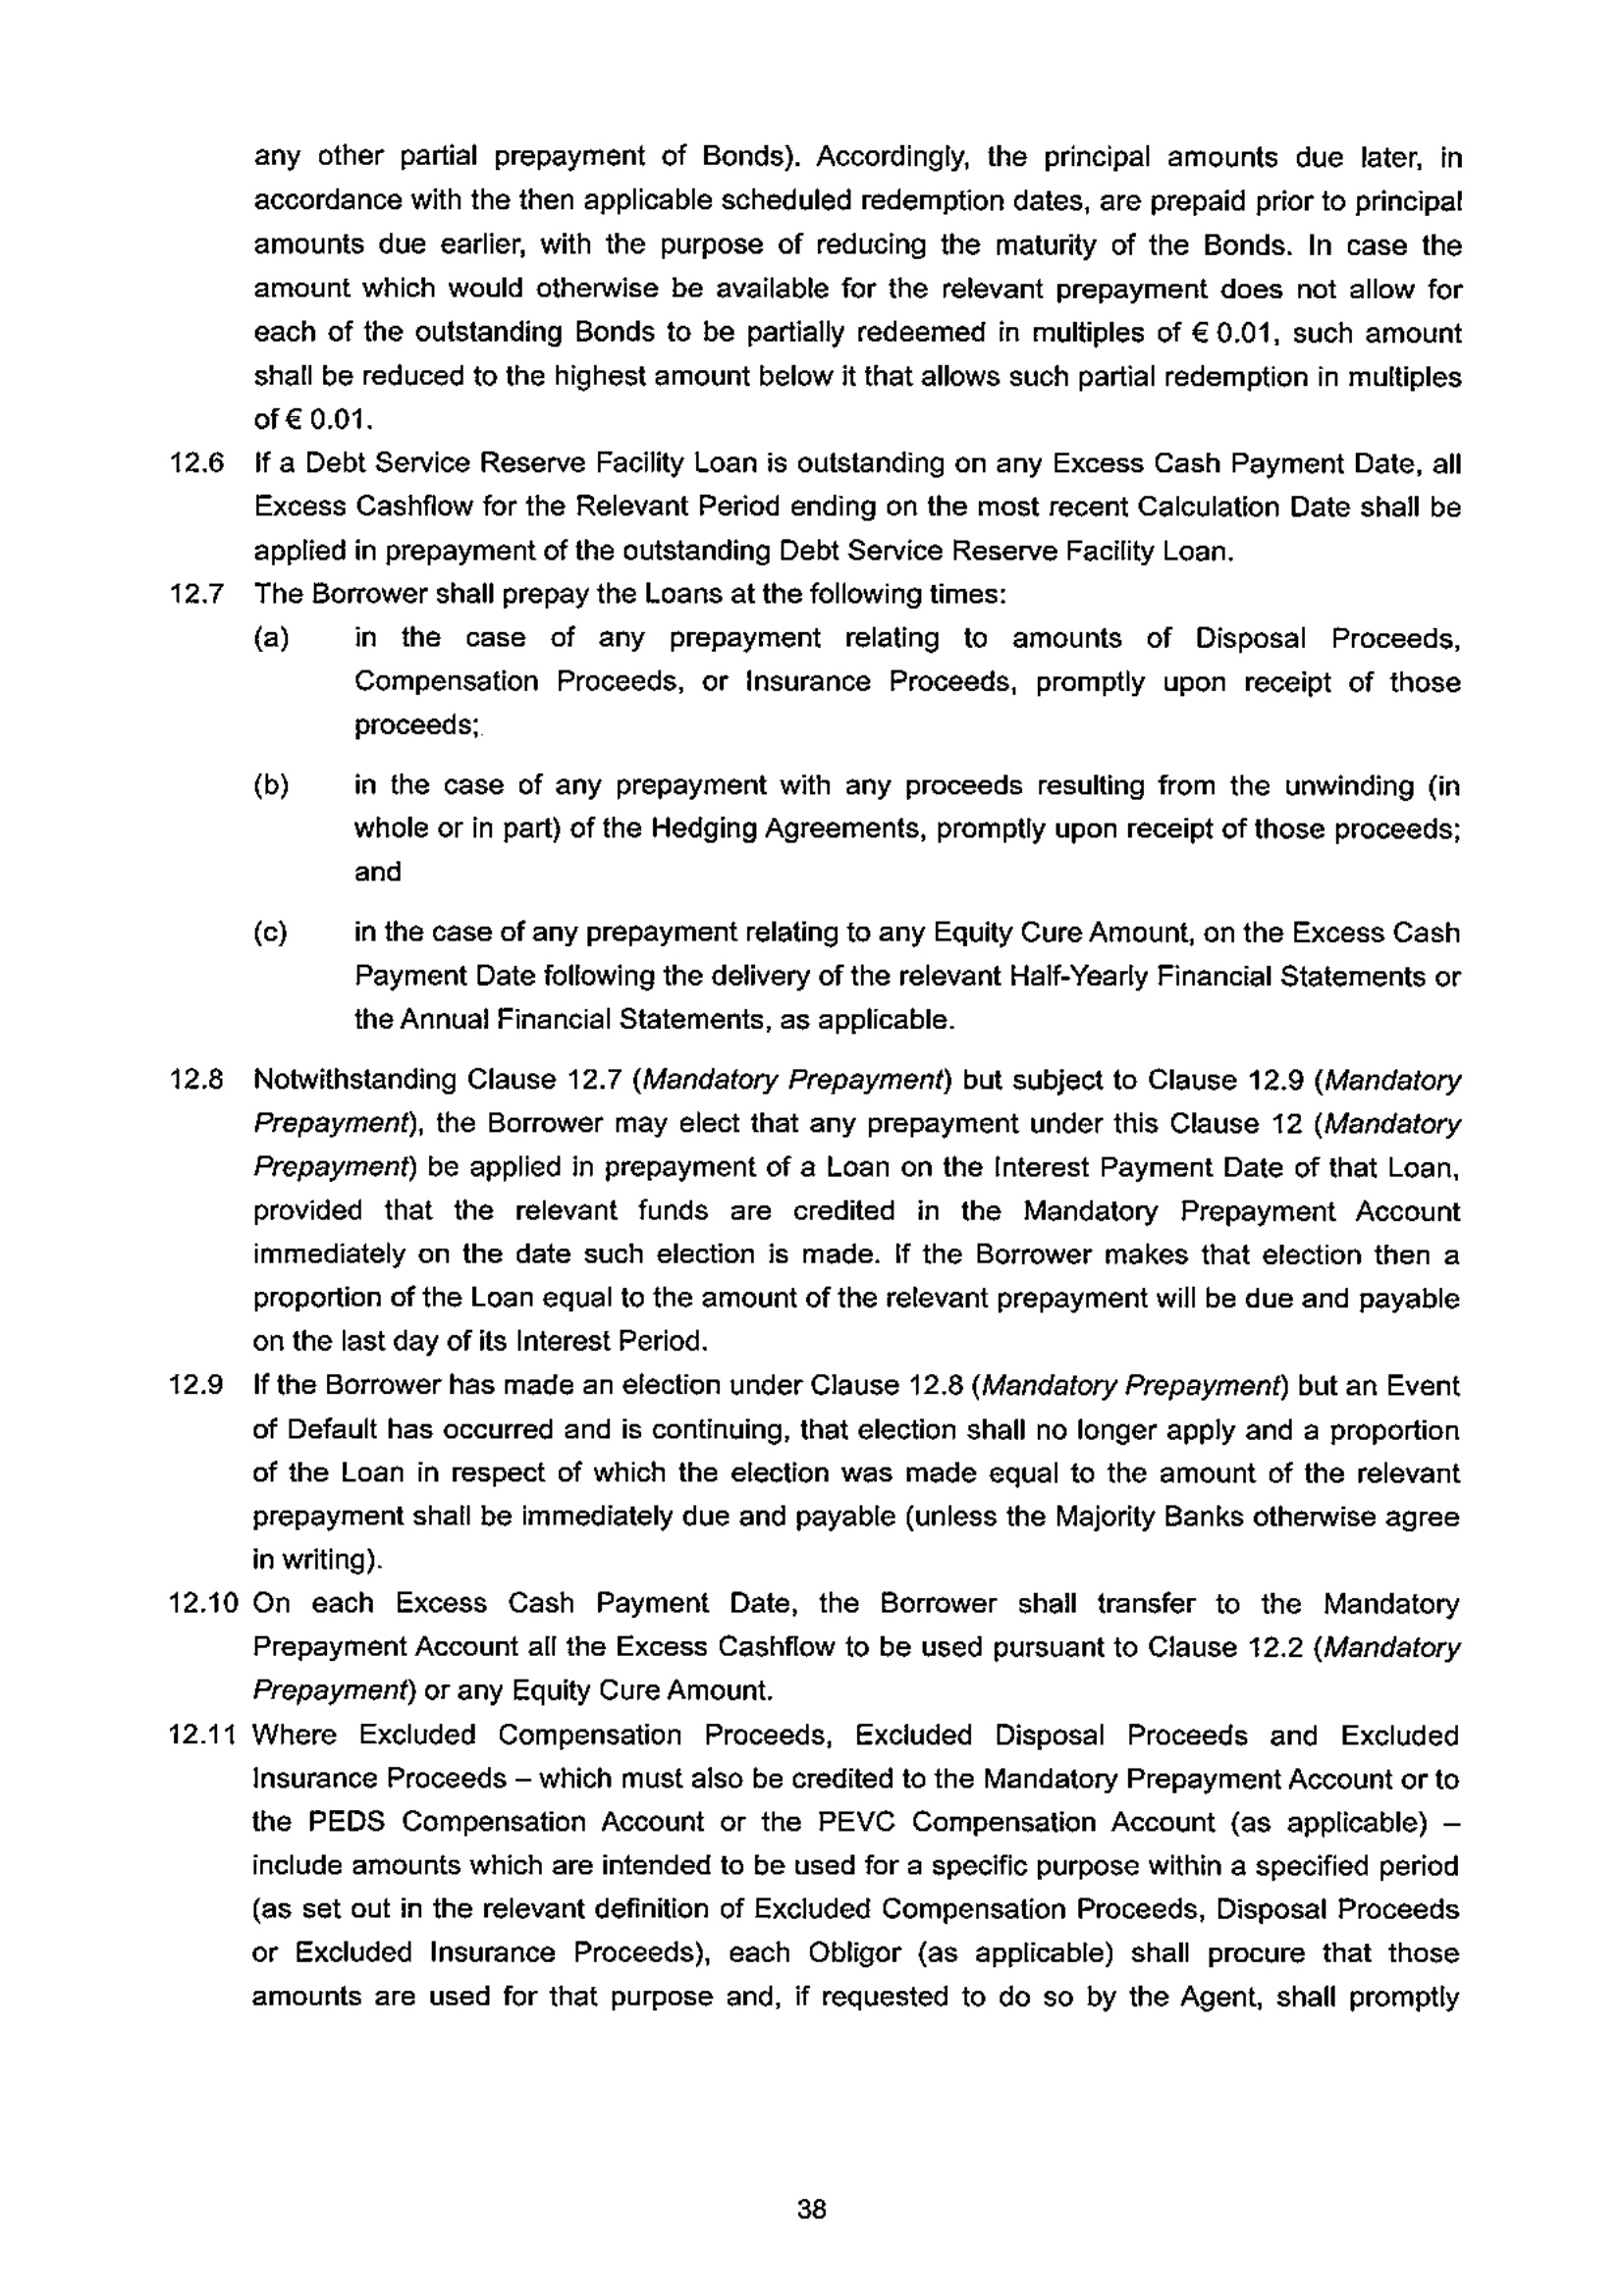 any other partial prepayment of Bonds). Accordingly, the principal amounts due later, in
accordance with the then applicable scheduled redemption dates, are prepaid prior to principal
amounts due earlier, with the purpose of reducing the maturity of the Bonds. In case the
amount which would otherwise be available for the relevant prepayment does not allow for
each of the outstanding Bonds to be partially redeemed in multiples of € 0.01, such amount
shall be reduced to the highest amount below it that allows such partial redemption in multiples
of € 0.01.
12.6 If a Debt Service Reserve Facility Loan is outstanding on any Excess Cash Payment Date, all
Excess Cashflow for the Relevant Period ending on the most recent Calculation Date shall be
applied in prepayment of the outstanding Debt Service Reserve Facility Loan.
12.7 The Borrower shall prepay the Loans at the following times:
(a) in the case of any prepayment relating to amounts of Disposal Proceeds,
Compensation Proceeds, or Insurance Proceeds, promptly upon receipt of those
proceeds;
(b) in the case of any prepayment with any proceeds resulting from the unwinding (in
whole or in part) of the Hedging Agreements, promptly upon receipt of those proceeds;
and
(c) in the case of any prepayment relating to any Equity Cure Amount, on the Excess Cash
Payment Date following the delivery of the relevant Half-Yearly Financial Statements or
the Annual Financial Statements, as applicable.
12.8 Notwithstanding Clause 12.7 (Mandatory Prepayment) but subject to Clause 12.9 (Mandatory
Prepayment), the Borrower may elect that any prepayment under this Clause 12 (Mandatory
Prepayment) be applied in prepayment of a Loan on the Interest Payment Date of that Loan,
provided that the relevant funds are credited in the Mandatory Prepayment Account
immediately on the date such election is made. If the Borrower makes that election then a
proportion of the Loan equal to the amount of the relevant prepayment will be due and payable
on the last day of its Interest Period.
12.9 If the Borrower has made an election under Clause 12.8 (Mandatory Prepayment) but an Event
of Default has occurred and is continuing, that election shall no longer apply and a proportion
of the Loan in respect of which the election was made equal to the amount of the relevant
prepayment shall be immediately due and payable (unless the Majority Banks otherwise agree
in writing).
12.10 On each Excess Cash Payment Date, the Borrower shall transfer to the Mandatory
Prepayment Account all the Excess Cashflow to be used pursuant to Clause 12.2 (Mandatory
Prepayment) or any Equity Cure Amount.
12.11 Where Excluded Compensation Proceeds, Excluded Disposal Proceeds and Excluded
Insurance Proceeds – which must also be credited to the Mandatory Prepayment Account or to
the PEDS Compensation Account or the PEVC Compensation Account (as applicable) –
include amounts which are intended to be used for a specific purpose within a specified period
(as set out in the relevant definition of Excluded Compensation Proceeds, Disposal Proceeds
or Excluded Insurance Proceeds), each Obligor (as applicable) shall procure that those
amounts are used for that purpose and, if requested to do so by the Agent, shall promptly
38